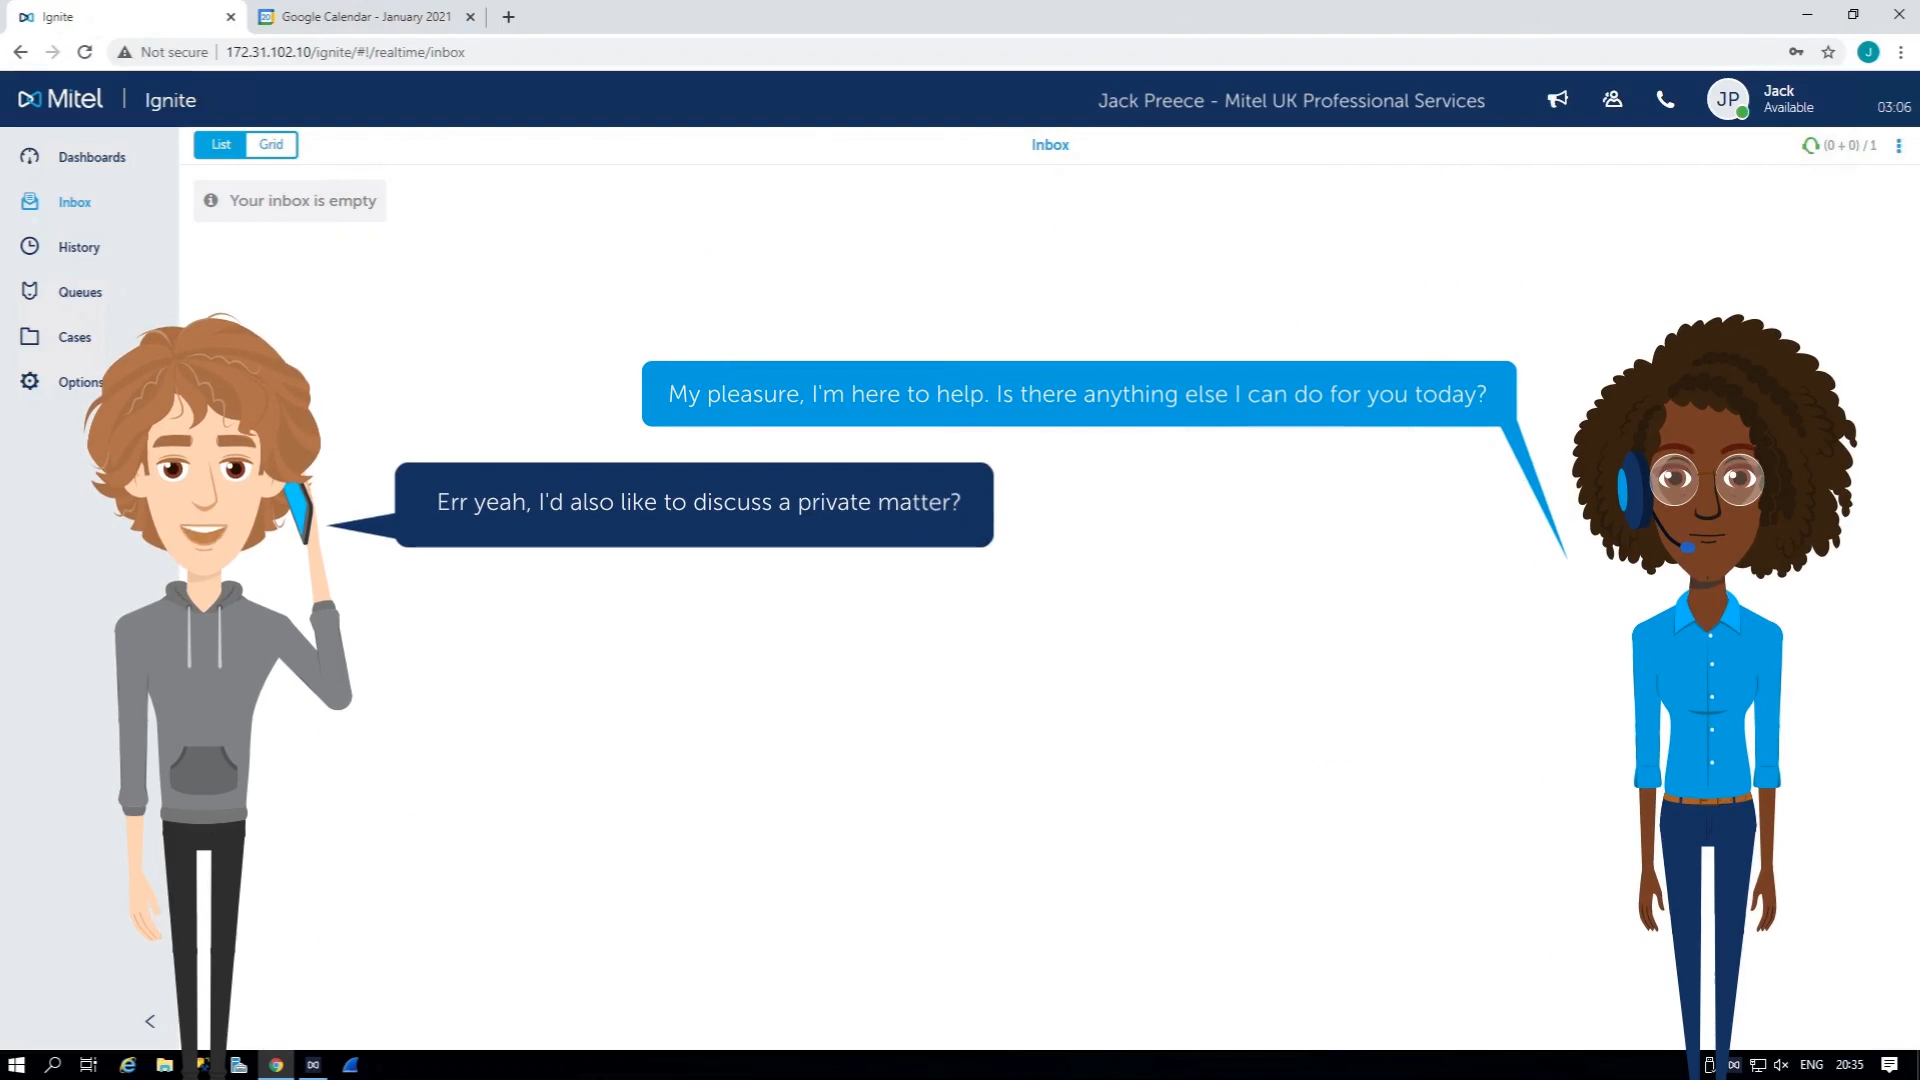 Ignite
Google Calendar - January 2021
Not secure
172.31.102.10/ignite/#!/realtime/inbox
J
Mitel | Ignite
Jack Preece - Mitel UK Professional Services
JP
Jack
Available
03:06
List
Grid
Inbox
(0 + 0) / 1
Dashboards
Inbox
History
Queues
Cases
Options
Your inbox is empty
My pleasure, I'm here to help. Is there anything else I can do for you today?
Err yeah, I'd also like to discuss a private matter?
ENG
20:35